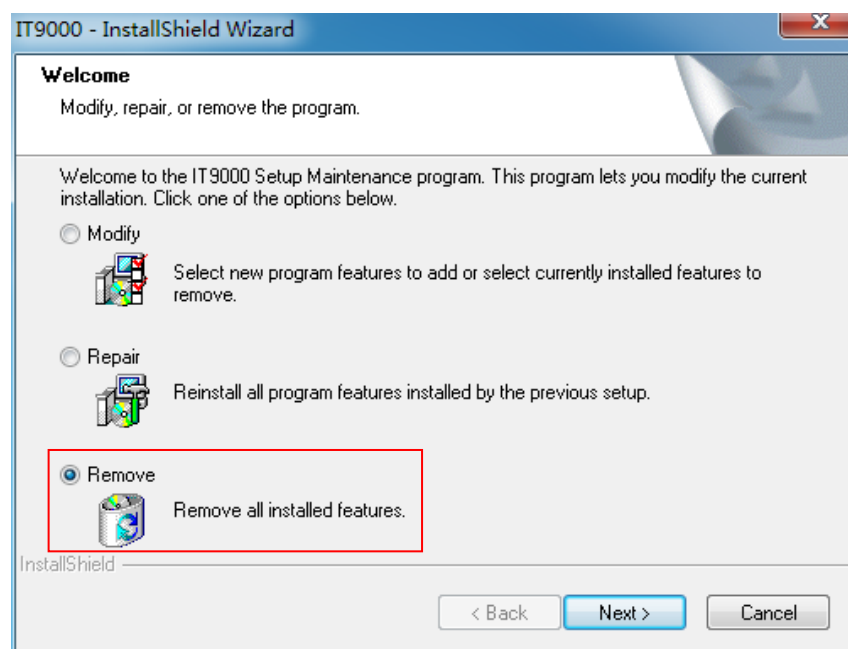 IT9000 - InstallShield Wizard
Welcome
Modify, repair, or remove the program.
Welcome to the IT9000 Setup Maintenance program. This program lets you modify the current
installation. Click one of the options below.
Modify
Select new program features to add or select currently installed features to
remove.
Repair
Reinstall all program features installed by the previous setup.
Remove
Remove all installed features.
InstallShield
< Back
Next >
Cancel